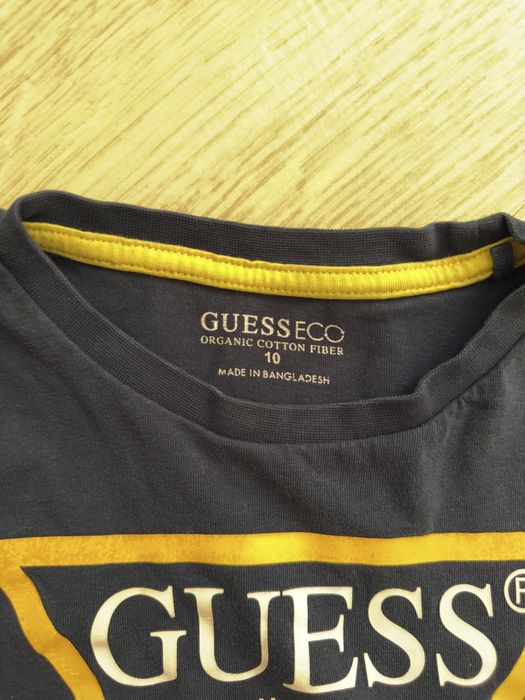 GUESSECO
ORGANIC COTTON FIBER
10
MADE IN BANGLADESH
GUESS®